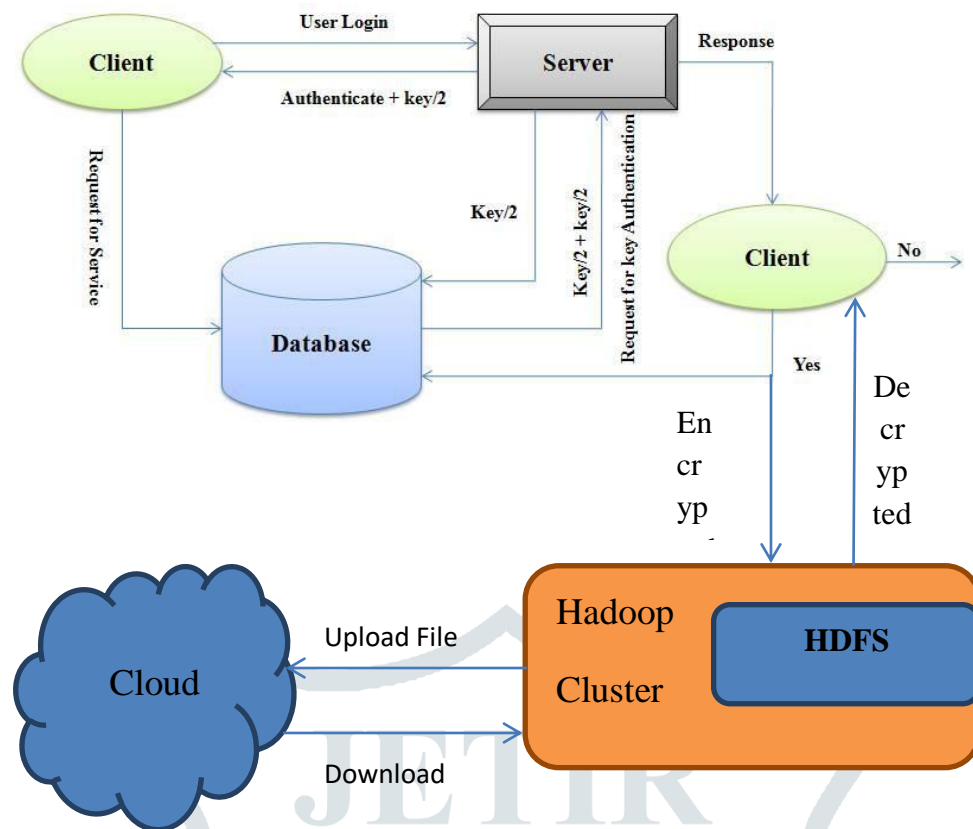 User Login
Client
Server
Response
Authenticate + key/2
Request for Service
Key/2
Key/2 + key/2
Request for key Authentication
Client
No
Database
Yes
En
cr
yp
De
cr
yp
ted
Hadoop
Cluster
HDFS
Upload File
Cloud
Download
JETIR